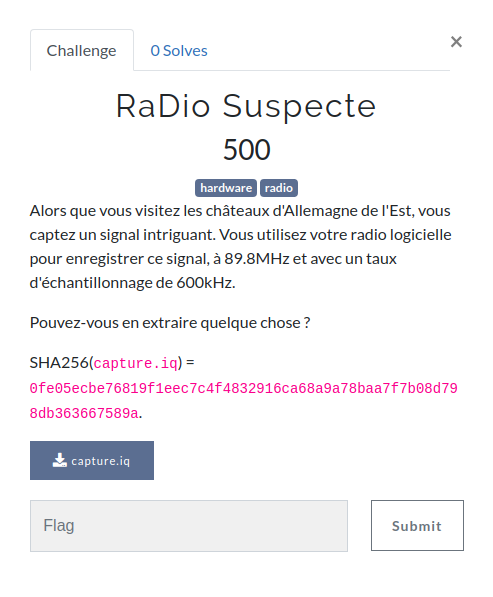 Challenge
0 Solves
×
RaDio Suspecte
500
hardware radio
Alors que vous visitez les châteaux d'Allemagne de l'Est, vous
captez un signal intriguant. Vous utilisez votre radio logicielle
pour enregistrer ce signal, à 89.8MHz et avec un taux
d'échantillonnage de 600kHz.
Pouvez-vous en extraire quelque chose ?
SHA256(capture.iq) =
0fe05ecbe76819f1eec7c4f4832916ca68a9a78baa7f7b08d79
8db363667589a.
capture.iq
Flag
Submit